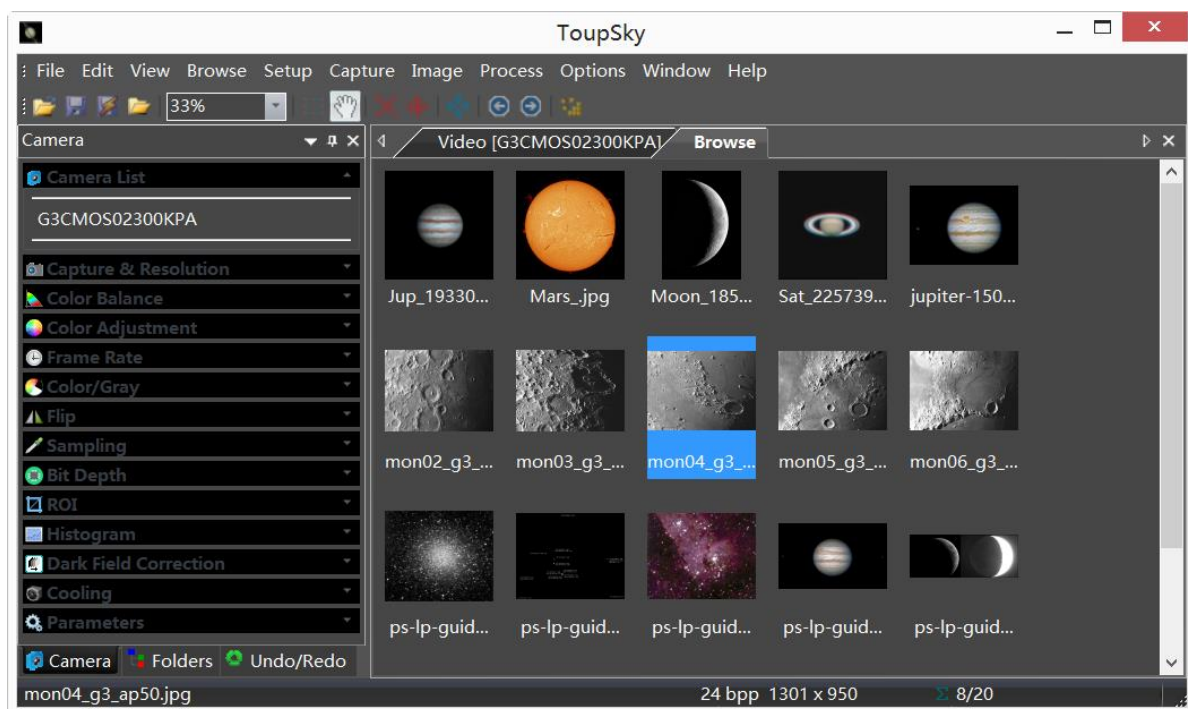 ToupSky
File Edit View Browse Setup Capture Image Process Options Window Help
33%
Camera
Video [G3CMOS02300KPA]
Browse
Camera List
G3CMOS02300KPA
Capture & Resolution
Color Balance
Color Adjustment
Frame Rate
Color/Gray
Flip
Sampling
Bit Depth
ROI
Histogram
Dark Field Correction
Cooling
Parameters
Camera Folders Undo/Redo
Jup_19330... Mars_.jpg Moon_185... Sat_225739... jupiter-150...
mon02_g3_... mon03_g3_... mon04_g3_... mon05_g3_... mon06_g3_...
ps-lp-guid... ps-lp-guid... ps-lp-guid... ps-lp-guid... ps-lp-guid...
mon04_g3_ap50.jpg 24 bpp 1301 x 950 Σ 8/20